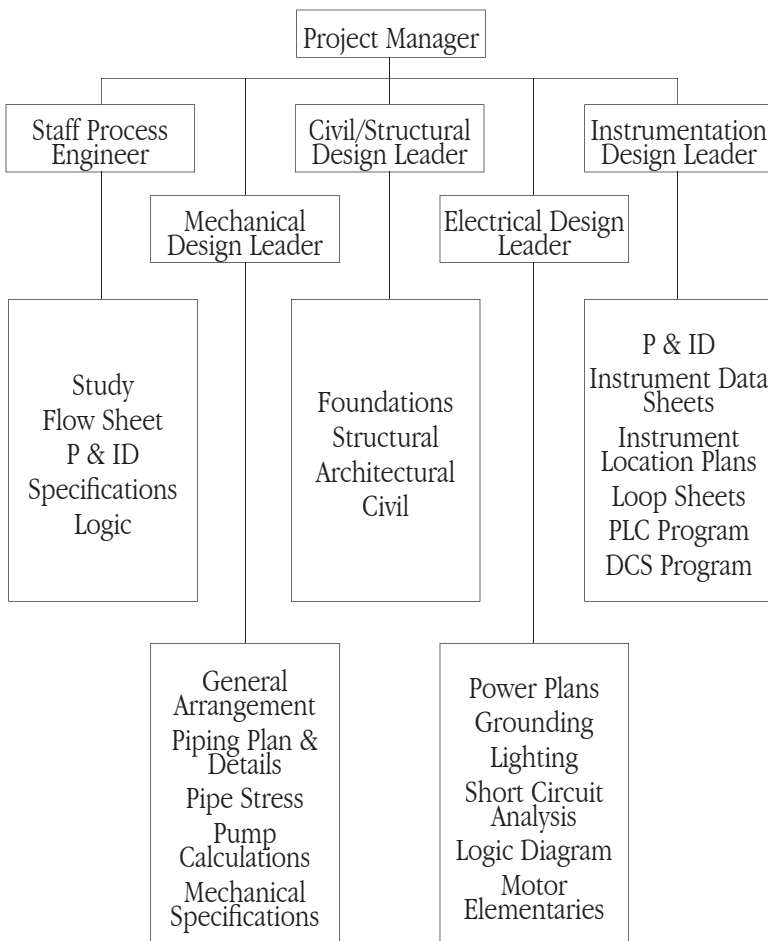 Project Manager
Staff Process
Engineer
Civil/Structural
Design Leader
Instrumentation
Design Leader
Mechanical
Design Leader
Electrical Design
Leader
Study
Flow Sheet
P & ID
Specifications
Logic
Foundations
Structural
Architectural
Civil
P & ID
Instrument Data
Sheets
Instrument
Location Plans
Loop Sheets
PLC Program
DCS Program
General
Arrangement
Piping Plan &
Details
Pipe Stress
Pump
Calculations
Mechanical
Specifications
Power Plans
Grounding
Lighting
Short Circuit
Analysis
Logic Diagram
Motor
Elementaries